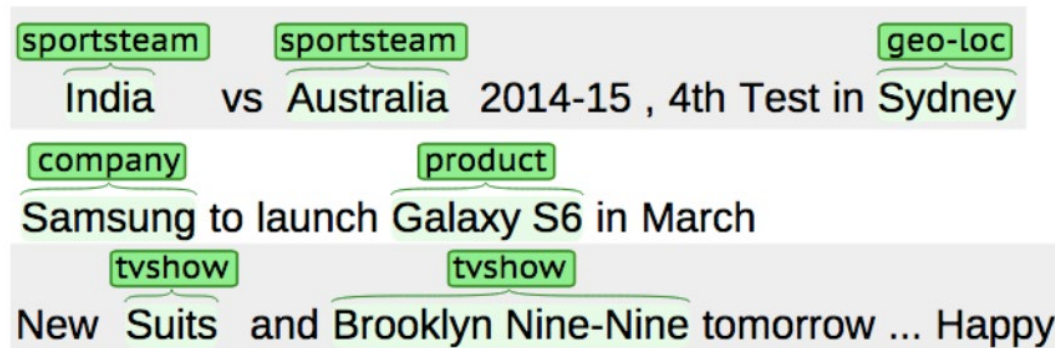 sportsteam sportsteam geo-loc
India vs Australia 2014-15 , 4th Test in Sydney
company product
Samsung to launch Galaxy S6 in March
tvshow tvshow
New Suits and Brooklyn Nine-Nine tomorrow ... Happy